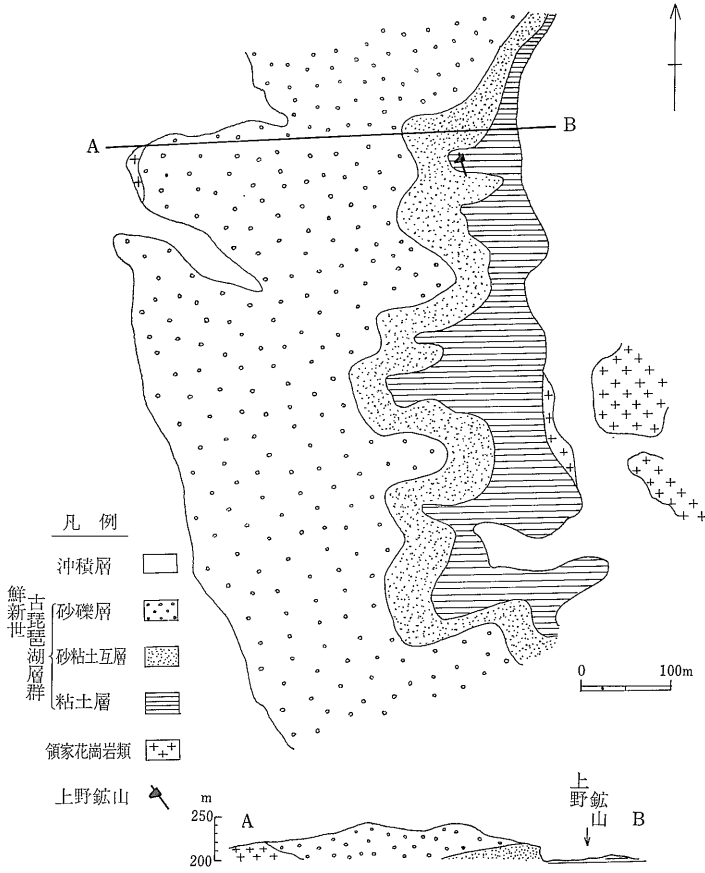 A
B
凡 例
沖積層
鮮新世
古琵琶湖層群
砂礫層
砂粘土互層
粘土層
領家花崗岩類
上野鉱山
0 100m
m
250
200
A
上野鉱山
B